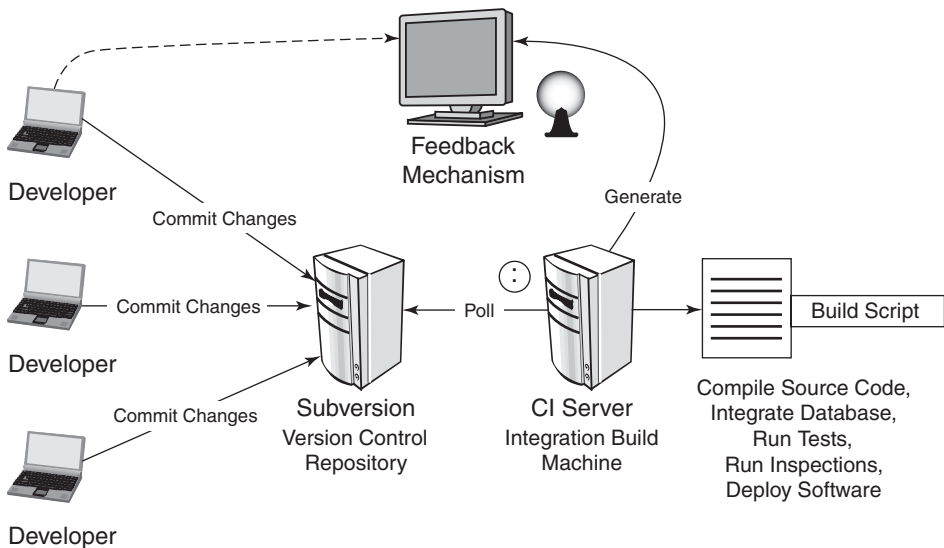 Feedback
Mechanism
Developer
Commit Changes
Generate
Developer
Commit Changes
Poll
:
Build Script
Developer
Commit Changes
Subversion
Version Control
Repository
CI Server
Integration Build
Machine
Compile Source Code,
Integrate Database,
Run Tests,
Run Inspections,
Deploy Software